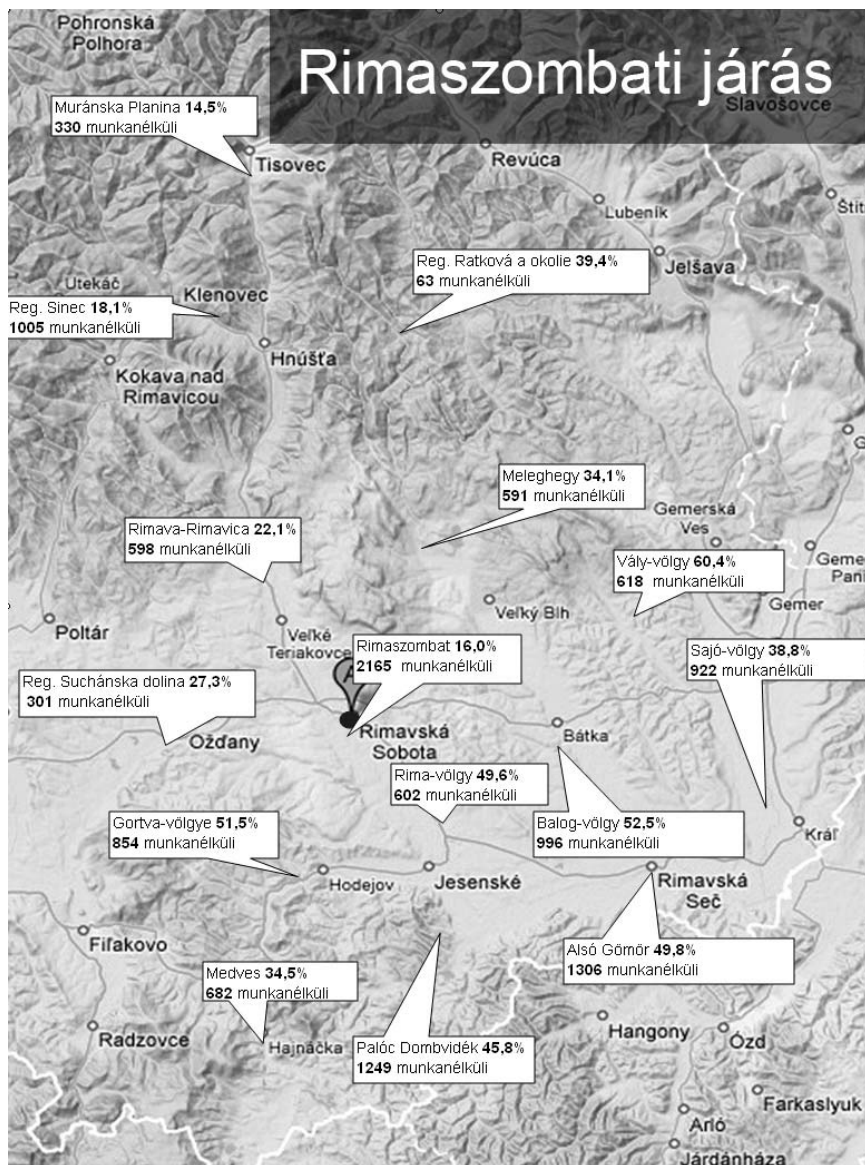 Pohronská
Polhora
Rimaszombati járás
Slavošovce
Muránska Planina 14,5%
330 munkanélküli
Tisovec
Revúca
Lubeník
Štít
Jelšava
Reg. Ratková a okolie 39,4%
63 munkanélküli
Utekáč
Klenovec
Reg. Sinec 18,1%
1005 munkanélküli
Hnúšťa
Kokava nad
Rimavicou
Meleghegy 34,1%
591 munkanélküli
Gemerská
Ves
Rimava-Rimavica 22,1%
598 munkanélküli
Vály-völgy 60,4%
618 munkanélküli
Gemer
Veľký Blh
Poltár
Veľké
Teriakovce
Rimaszombat 16,0%
2165 munkanélküli
Sajó-völgy 38,8%
922 munkanélküli
Reg. Suchánska dolina 27,3%
301 munkanélküli
A
Ožďany
Rimavská
Sobota
Bátka
Rima-völgy 49,6%
602 munkanélküli
Gortva-völgye 51,5%
854 munkanélküli
Balog-völgy 52,5%
996 munkanélküli
Kráľ
Hodejov
Jesenské
Rimavská
Seč
Fiľakovo
Alsó Gömör 49,8%
1306 munkanélküli
Medves 34,5%
682 munkanélküli
Radzovce
Hajnáčka
Hangony
Ózd
Palóc Dombvidék 45,8%
1249 munkanélküli
Farkaslyuk
Arló
Járdánháza